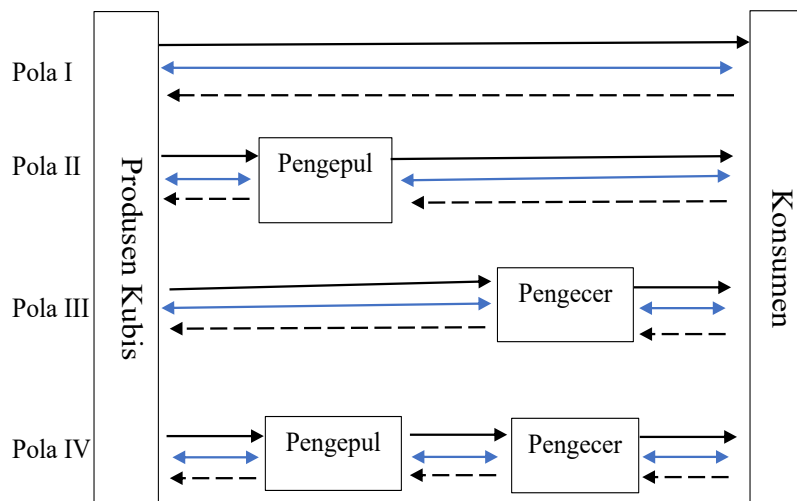 Pola I
Pola II
Pola III
Pola IV
Produsen Kubis
Pengepul
Pengecer
Pengepul
Pengecer
Konsumen